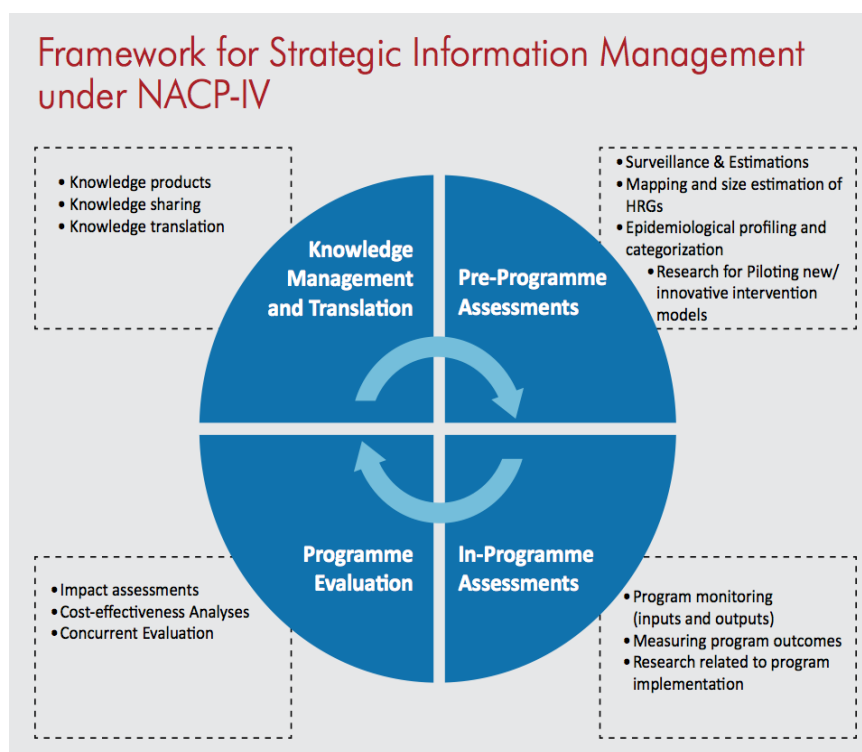 Framework for Strategic Information Management
under NACP-IV
• Knowledge products
• Knowledge sharing
• Knowledge translation
• Surveillance & Estimations
• Mapping and size estimation of
HRGs
• Epidemiological profiling and
categorization
• Research for Piloting new/
innovative intervention
models
Knowledge
Management
and Translation
Pre-Programme
Assessments
Programme
Evaluation
In-Programme
Assessments
• Impact assessments
• Cost-effectiveness Analyses
• Concurrent Evaluation
• Program monitoring
(inputs and outputs)
• Measuring program outcomes
• Research related to program
implementation